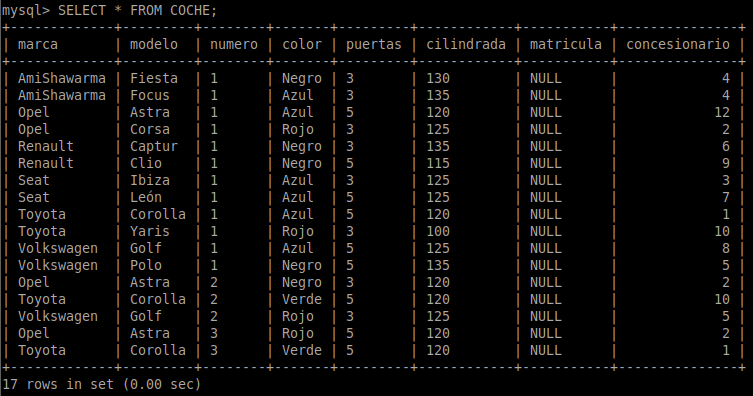 mysql> SELECT * FROM COCHE;
+-------------+---------+--------+-------+---------+------------+-----------+---------------+
| marca       | modelo  | numero | color | puertas | cilindrada | matricula | concesionario |
+-------------+---------+--------+-------+---------+------------+-----------+---------------+
| AmiShawarma | Fiesta  | 1      | Negro | 3       | 130        | NULL      |             4 |
| AmiShawarma | Focus   | 1      | Azul  | 3       | 135        | NULL      |             4 |
| Opel        | Astra   | 1      | Azul  | 5       | 120        | NULL      |            12 |
| Opel        | Corsa   | 1      | Rojo  | 3       | 125        | NULL      |             2 |
| Renault     | Captur  | 1      | Negro | 3       | 135        | NULL      |             6 |
| Renault     | Clio    | 1      | Negro | 5       | 115        | NULL      |             9 |
| Seat        | Ibiza   | 1      | Azul  | 3       | 125        | NULL      |             3 |
| Seat        | León    | 1      | Azul  | 5       | 125        | NULL      |             7 |
| Toyota      | Corolla | 1      | Azul  | 5       | 120        | NULL      |             1 |
| Toyota      | Yaris   | 1      | Rojo  | 3       | 100        | NULL      |            10 |
| Volkswagen  | Golf    | 1      | Azul  | 5       | 125        | NULL      |             8 |
| Volkswagen  | Polo    | 1      | Negro | 5       | 135        | NULL      |             5 |
| Opel        | Astra   | 2      | Negro | 3       | 120        | NULL      |             2 |
| Toyota      | Corolla | 2      | Verde | 5       | 120        | NULL      |            10 |
| Volkswagen  | Golf    | 2      | Rojo  | 3       | 125        | NULL      |             5 |
| Opel        | Astra   | 3      | Rojo  | 5       | 120        | NULL      |             2 |
| Toyota      | Corolla | 3      | Verde | 5       | 120        | NULL      |             1 |
+-------------+---------+--------+-------+---------+------------+-----------+---------------+
17 rows in set (0.00 sec)